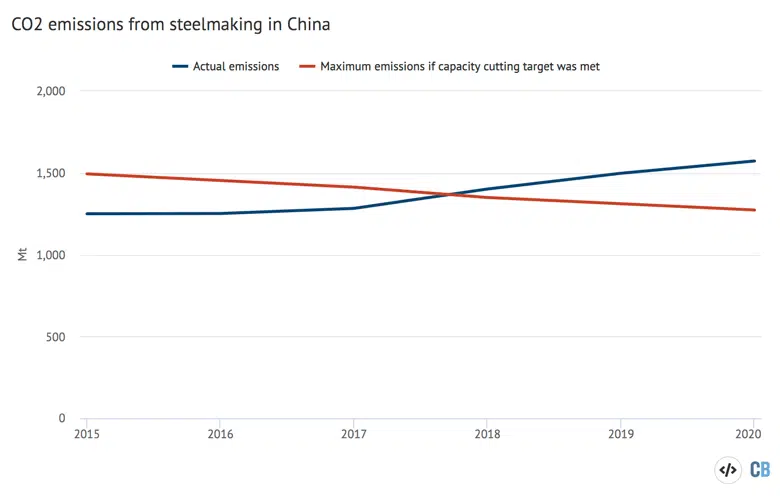 CO2 emissions from steelmaking in China
Actual emissions
Maximum emissions if capacity cutting target was met
2,000
1,500
1,000
500
0
Mt
2015
2016
2017
2018
2019
2020
</>
CB